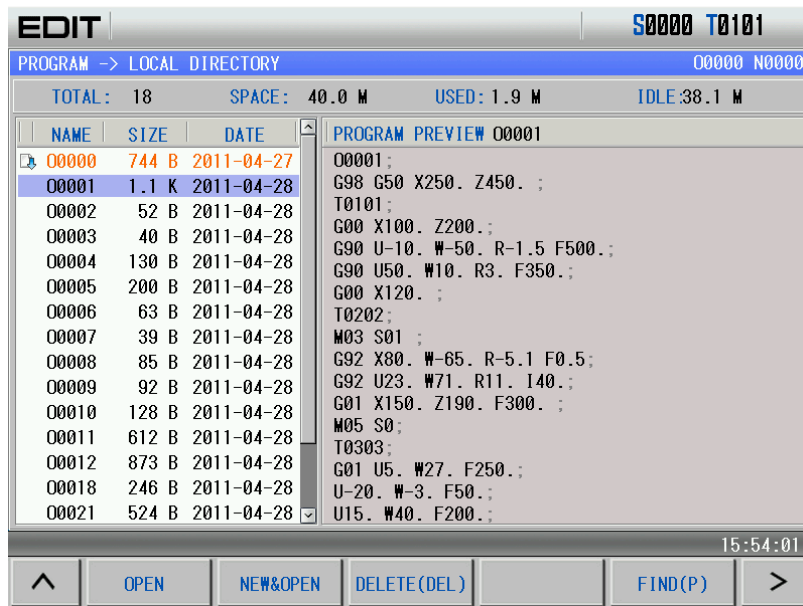 EDIT S0000 T0101
PROGRAM -> LOCAL DIRECTORY O0000 N0000
TOTAL: 18 SPACE: 40.0 M USED: 1.9 M IDLE:38.1 M
NAME SIZE DATE
O0000 744 B 2011-04-27
O0001 1.1 K 2011-04-28
O0002 52 B 2011-04-28
O0003 40 B 2011-04-28
O0004 130 B 2011-04-28
O0005 200 B 2011-04-28
O0006 63 B 2011-04-28
O0007 39 B 2011-04-28
O0008 85 B 2011-04-28
O0009 92 B 2011-04-28
O0010 128 B 2011-04-28
O0011 612 B 2011-04-28
O0012 873 B 2011-04-28
O0018 246 B 2011-04-28
O0021 524 B 2011-04-28
PROGRAM PREVIEW O0001
O0001;
G98 G50 X250. Z450. ;
T0101;
G00 X100. Z200.;
G90 U-10. W-50. R-1.5 F500.;
G90 U50. W10. R3. F350.;
G00 X120. ;
T0202;
M03 S01 ;
G92 X80. W-65. R-5.1 F0.5;
G92 U23. W71. R11. I40.;
G01 X150. Z190. F300. ;
M05 S0;
T0303;
G01 U5. W27. F250.;
U-20. W-3. F50.;
U15. W40. F200.;
15:54:01
OPEN NEW&OPEN DELETE(DEL) FIND(P) >